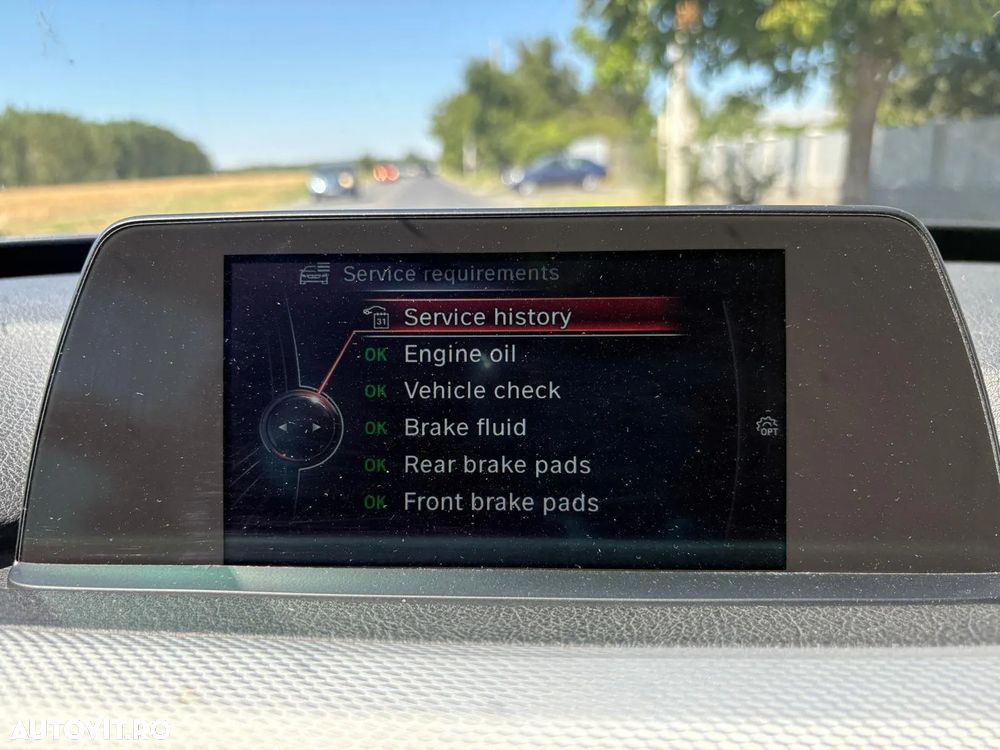 Service requirements
31 Service history
OK Engine oil
OK Vehicle check
OK Brake fluid
OPT
OK Rear brake pads
OK Front brake pads
AUTOVIT.RO